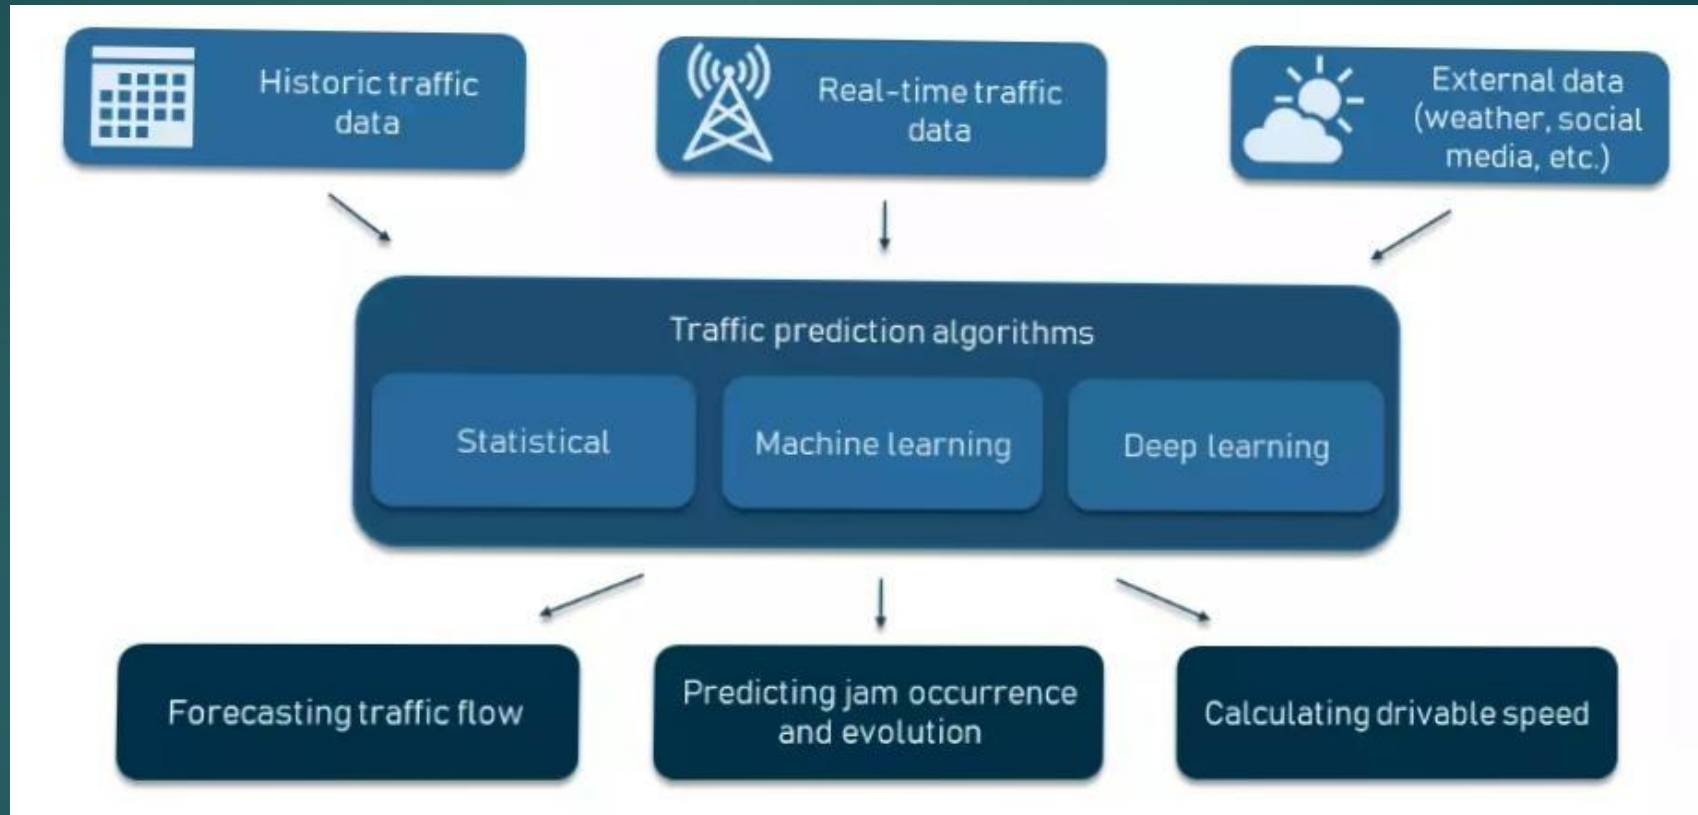 Historic traffic
data
Real-time traffic
data
External data
(weather, social
media, etc.)
Traffic prediction algorithms
Statistical
Machine learning
Deep learning
Forecasting traffic flow
Predicting jam occurrence
and evolution
Calculating drivable speed